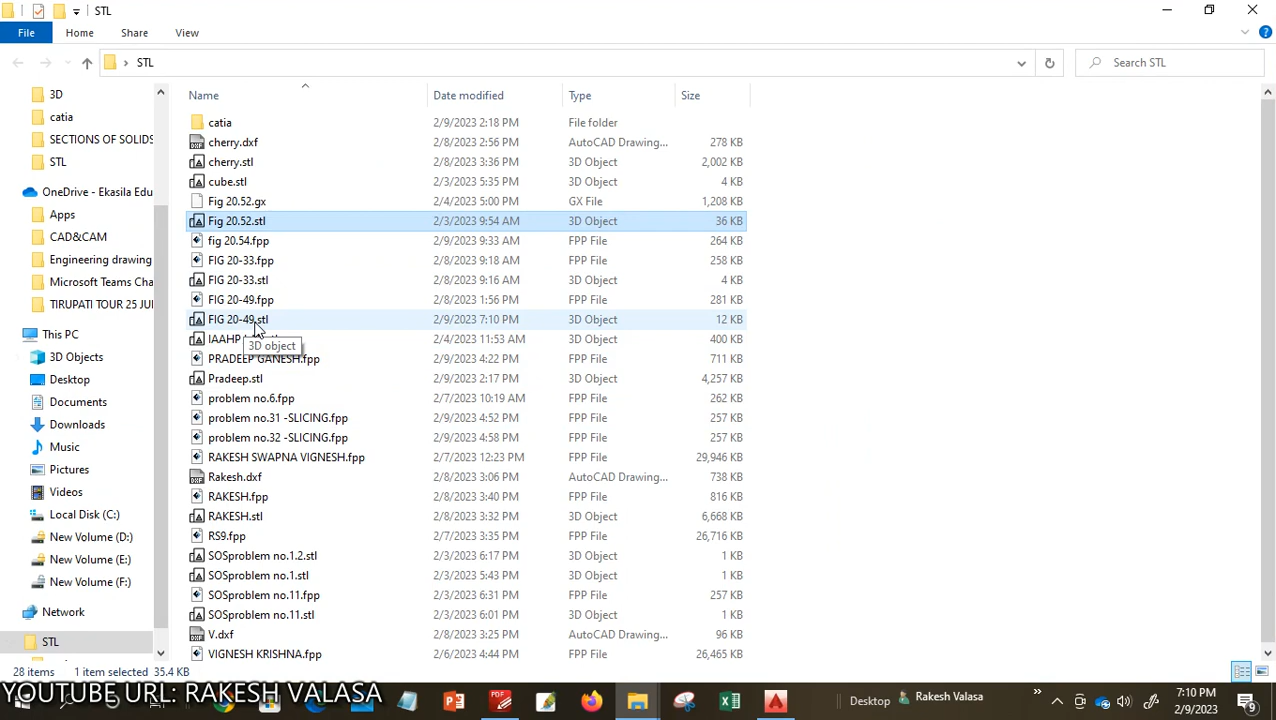 STL
File Home Share View
STL
Search STL
Name Date modified Type Size
3D
catia
SECTIONS OF SOLIDS
STL
OneDrive - Ekasila Edu
Apps
CAD&CAM
Engineering drawing
Microsoft Teams Cha
TIRUPATI TOUR 25 JUI
This PC
3D Objects
Desktop
Documents
Downloads
Music
Pictures
Videos
Local Disk (C:)
New Volume (D:)
New Volume (E:)
New Volume (F:)
Network
STL
catia 2/9/2023 2:18 PM File folder
cherry.dxf 2/8/2023 2:56 PM AutoCAD Drawing... 278 KB
cherry.stl 2/8/2023 3:36 PM 3D Object 2,002 KB
cube.stl 2/3/2023 5:35 PM 3D Object 4 KB
Fig 20.52.gx 2/4/2023 5:00 PM GX File 1,208 KB
Fig 20.52.stl 2/3/2023 9:54 AM 3D Object 36 KB
fig 20.54.fpp 2/9/2023 9:33 AM FPP File 264 KB
FIG 20-33.fpp 2/8/2023 9:18 AM FPP File 258 KB
FIG 20-33.stl 2/8/2023 9:16 AM 3D Object 4 KB
FIG 20-49.fpp 2/8/2023 1:56 PM FPP File 281 KB
FIG 20-49.stl 2/9/2023 7:10 PM 3D Object 12 KB
IAAHP 2/4/2023 11:53 AM 3D Object 400 KB
3D object
PRADEEP GANESH.fpp 2/9/2023 4:22 PM FPP File 711 KB
Pradeep.stl 2/9/2023 2:17 PM 3D Object 4,257 KB
problem no.6.fpp 2/7/2023 10:19 AM FPP File 262 KB
problem no.31 -SLICING.fpp 2/9/2023 4:52 PM FPP File 257 KB
problem no.32 -SLICING.fpp 2/9/2023 4:58 PM FPP File 257 KB
RAKESH SWAPNA VIGNESH.fpp 2/7/2023 12:23 PM FPP File 29,946 KB
Rakesh.dxf 2/8/2023 3:06 PM AutoCAD Drawing... 738 KB
RAKESH.fpp 2/8/2023 3:40 PM FPP File 816 KB
RAKESH.stl 2/8/2023 3:32 PM 3D Object 6,668 KB
RS9.fpp 2/7/2023 3:35 PM FPP File 26,716 KB
SOSproblem no.1.2.stl 2/3/2023 6:17 PM 3D Object 1 KB
SOSproblem no.1.stl 2/3/2023 5:43 PM 3D Object 1 KB
SOSproblem no.11.fpp 2/3/2023 6:31 PM FPP File 257 KB
SOSproblem no.11.stl 2/3/2023 6:01 PM 3D Object 1 KB
V.dxf 2/8/2023 3:25 PM AutoCAD Drawing... 96 KB
VIGNESH KRISHNA.fpp 2/6/2023 4:44 PM FPP File 26,465 KB
28 items 1 item selected 35.4 KB
YOUTUBE URL: RAKESH VALASA
Desktop Rakesh Valasa
7:10 PM
2/9/2023
9